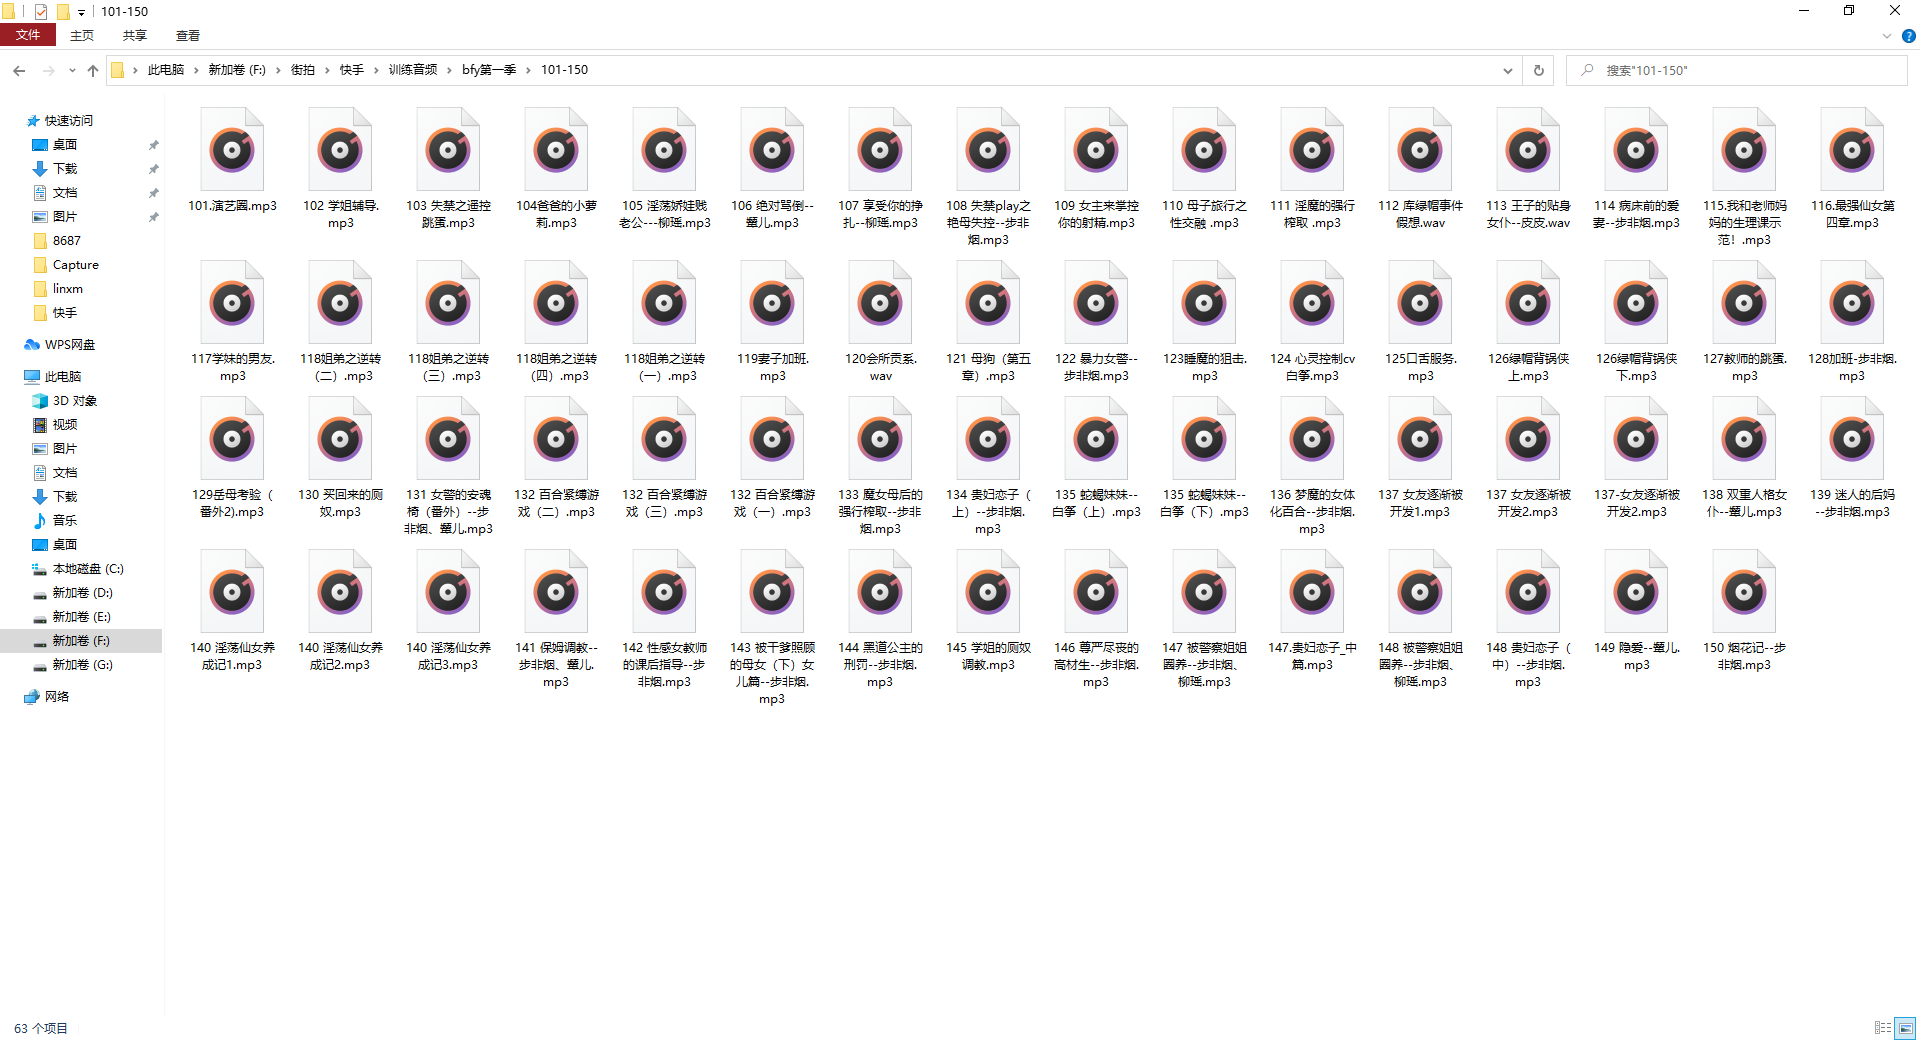 101-150
文件
主页
共享
查看
此电脑 › 新加卷 (F:) › 街拍 › 快手 › 训练音频 › bfy第一季 › 101-150
搜索"101-150"
快速访问
桌面
下载
文档
图片
8687
Capture
linxm
快手
WPS网盘
此电脑
3D 对象
视频
图片
文档
下载
音乐
桌面
本地磁盘 (C:)
新加卷 (D:)
新加卷 (E:)
新加卷 (F:)
新加卷 (G:)
网络
101.演艺圈.mp3
102 学姐辅导.
mp3
103 失禁之遥控
跳蛋.mp3
104爸爸的小萝
莉.mp3
105 淫荡娇娃贱
老公---柳瑶.mp3
106 绝对骂倒--
颦儿.mp3
107 享受你的挣
扎--柳瑶.mp3
108 失禁play之
艳母失控--步非
烟.mp3
109 女主来掌控
你的射精.mp3
110 母子旅行之
性交融 .mp3
111 淫魔的强行
榨取 .mp3
112 库绿帽事件
假想.wav
113 王子的贴身
女仆--皮皮.wav
114 病床前的爱
妻--步非烟.mp3
115.我和老师妈
妈的生理课示
范！.mp3
116.最强仙女第
四章.mp3
117学妹的男友.
mp3
118姐弟之逆转
（二）.mp3
118姐弟之逆转
（三）.mp3
118姐弟之逆转
（四）.mp3
118姐弟之逆转
（一）.mp3
119妻子加班.
mp3
120会所贡系.
wav
121 母狗（第五
章）.mp3
122 暴力女警--
步非烟.mp3
123睡魔的狙击.
mp3
124 心灵控制cv
白筝.mp3
125口舌服务.
mp3
126绿帽背锅侠
上.mp3
126绿帽背锅侠
下.mp3
127教师的跳蛋.
mp3
128加班-步非烟.
mp3
129岳母考验（
番外2).mp3
130 买回来的厕
奴.mp3
131 女警的安魂
椅（番外）--步
非烟、颦儿.mp3
132 百合紧缚游
戏（二）.mp3
132 百合紧缚游
戏（三）.mp3
132 百合紧缚游
戏（一）.mp3
133 魔女母后的
强行榨取--步非
烟.mp3
134 贵妇恋子（
上）--步非烟.
mp3
135 蛇蝎妹妹--
白筝（上）.mp3
135 蛇蝎妹妹--
白筝（下）.mp3
136 梦魔的女体
化百合--步非烟.
mp3
137 女友逐渐被
开发1.mp3
137 女友逐渐被
开发2.mp3
137-女友逐渐被
开发2.mp3
138 双重人格女
仆--颦儿.mp3
139 迷人的后妈
--步非烟.mp3
140 淫荡仙女养
成记1.mp3
140 淫荡仙女养
成记2.mp3
140 淫荡仙女养
成记3.mp3
141 保姆调教--
步非烟、颦儿.
mp3
142 性感女教师
的课后指导--步
非烟.mp3
143 被干爹照顾
的母女（下）女
儿篇--步非烟.
mp3
144 黑道公主的
刑罚--步非烟.
mp3
145 学姐的厕奴
调教.mp3
146 尊严尽丧的
高材生--步非烟.
mp3
147 被警察姐姐
圈养--步非烟、
柳瑶.mp3
147.贵妇恋子_中
篇.mp3
148 被警察姐姐
圈养--步非烟、
柳瑶.mp3
148 贵妇恋子（
中）--步非烟.
mp3
149 隐爱--颦儿.
mp3
150 烟花记--步
非烟.mp3
63 个项目